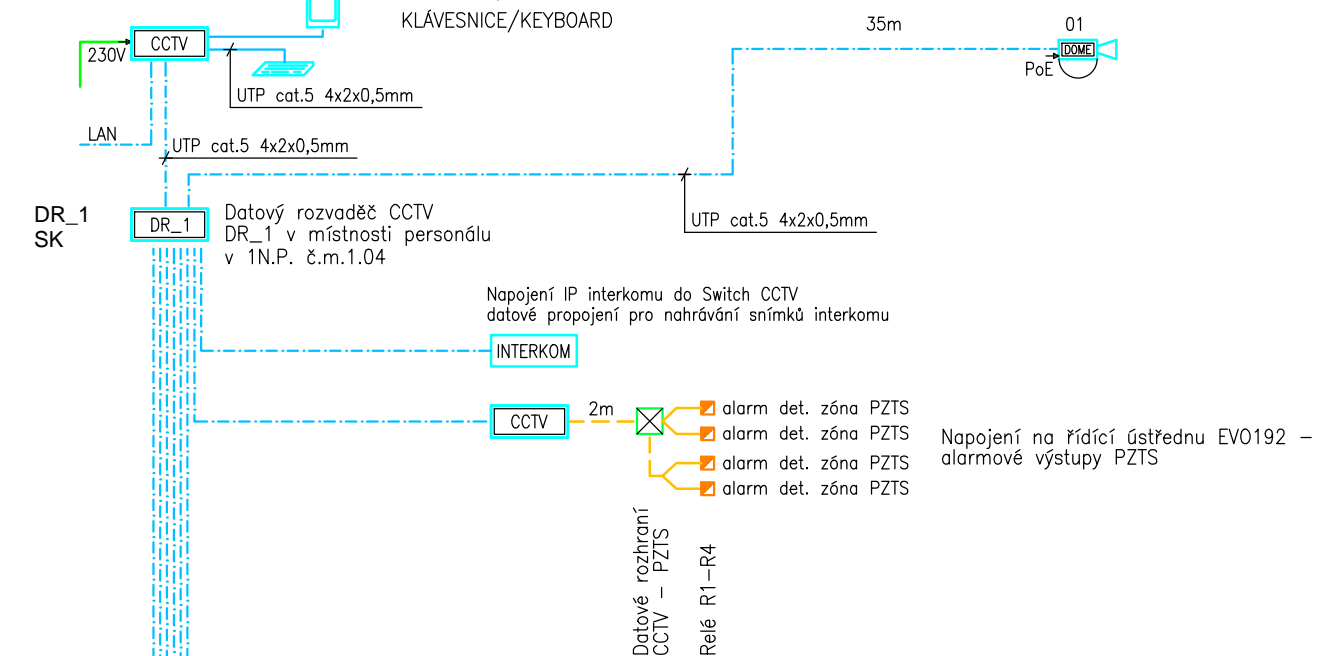 KLÁVESNICE/KEYBOARD
35m
01
CCTV
DOME
230V
PoE
UTP cat.5 4x2x0,5mm
LAN
UTP cat.5 4x2x0,5mm
UTP cat.5 4x2x0,5mm
DR_1
SK
DR_1
Datový rozvaděč CCTV
DR_1 v místnosti personálu
v 1N.P. č.m.1.04
Napojení IP interkomu do Switch CCTV
datové propojení pro nahrávání snímků interkomu
INTERKOM
CCTV
2m
alarm det. zóna PZTS
alarm det. zóna PZTS
alarm det. zóna PZTS
alarm det. zóna PZTS
Napojení na řídící ústřednu EVO192 –
alarmové výstupy PZTS
Datové rozhraní
CCTV – PZTS
Relé R1–R4